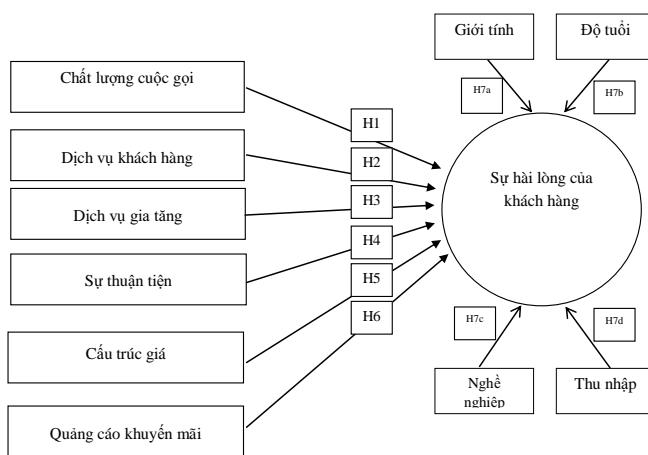 Giới tính
Độ tuổi
H7a
H7b
Chất lượng cuộc gọi
Dịch vụ khách hàng
Dịch vụ gia tăng
Sự thuận tiện
Cấu trúc giá
Quảng cáo khuyến mãi
H1
H2
H3
H4
H5
H6
Sự hài lòng của
khách hàng
H7c
H7d
Nghề
nghiệp
Thu nhập